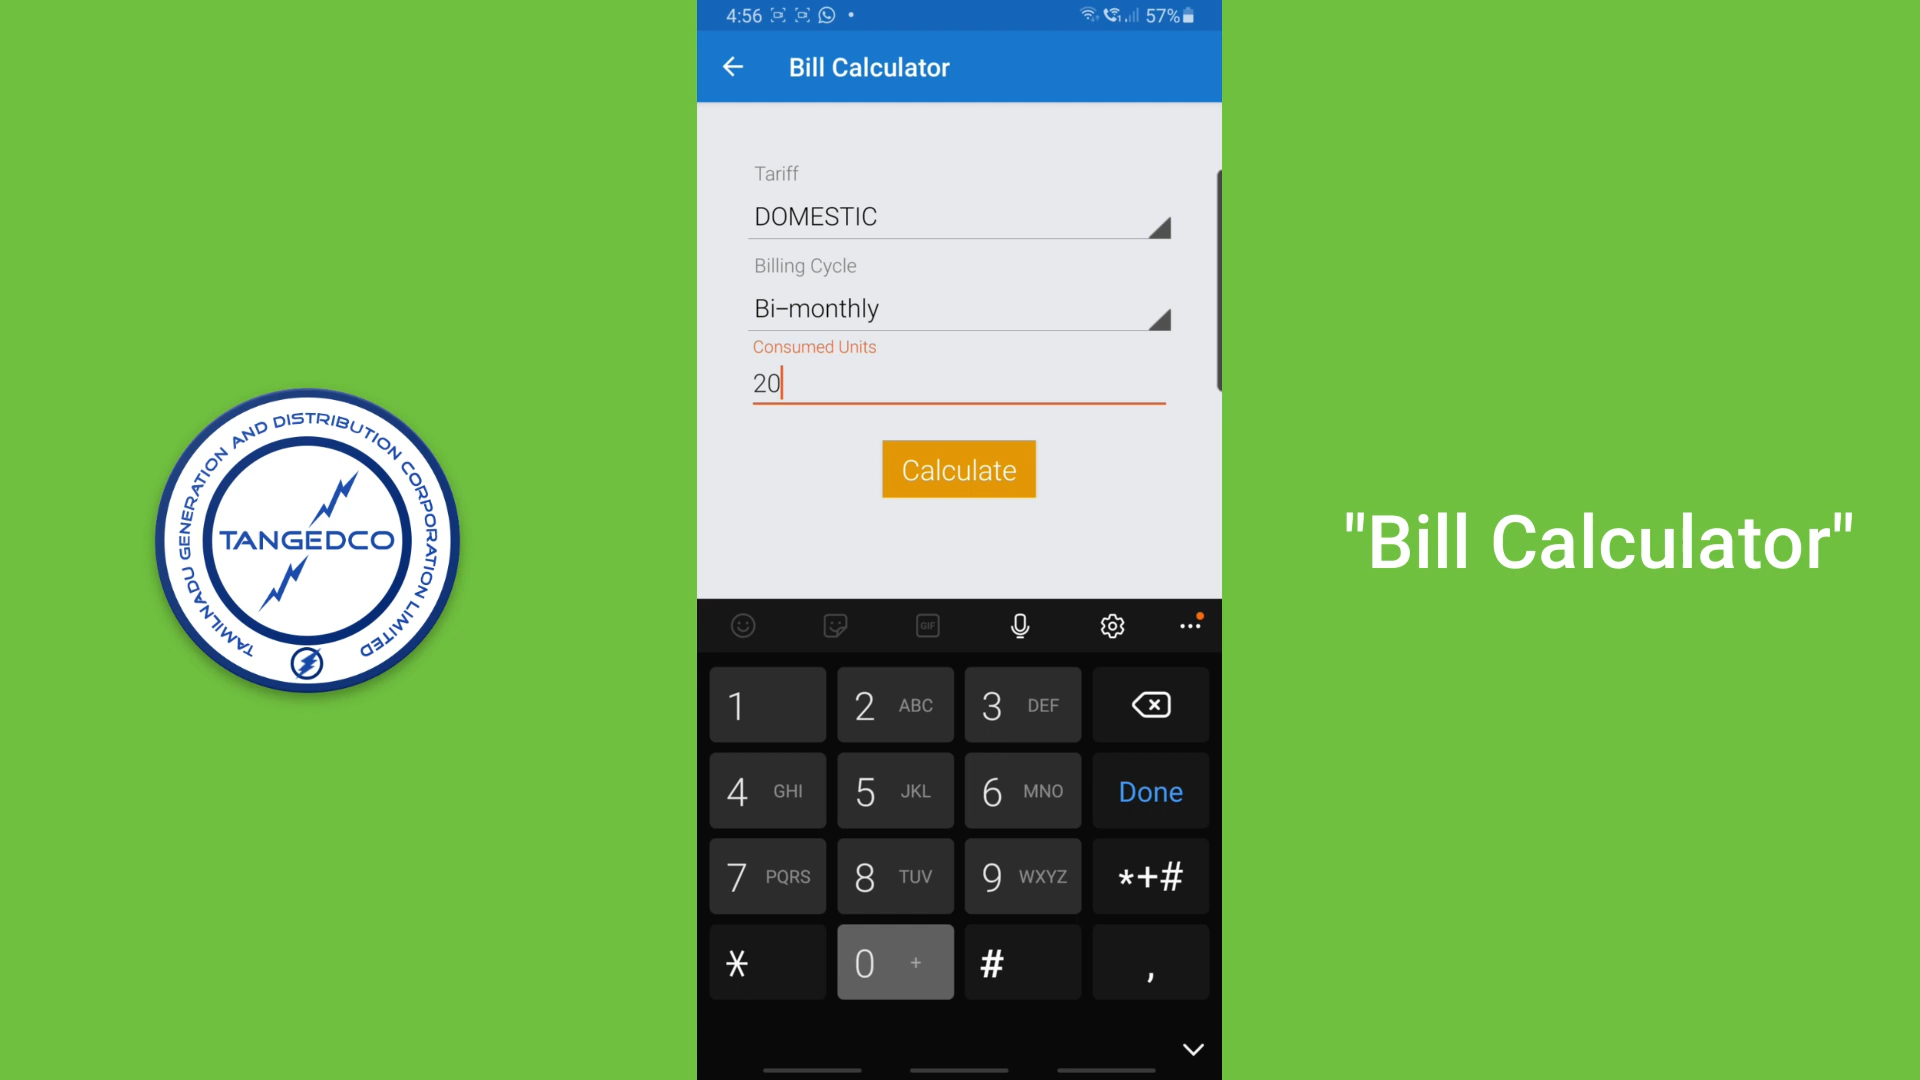 4:56
57%
Bill Calculator
Tariff
DOMESTIC
Billing Cycle
Bi-monthly
Consumed Units
20
Calculate
TAMILNADU GENERATION AND DISTRIBUTION CORPORATION LIMITED
TANGEDCO
"Bill Calculator"
GIF
1
2 ABC
3 DEF
4 GHI
5 JKL
6 MNO
Done
7 PQRS
8 TUV
9 WXYZ
*+#
*
0 +
#
,